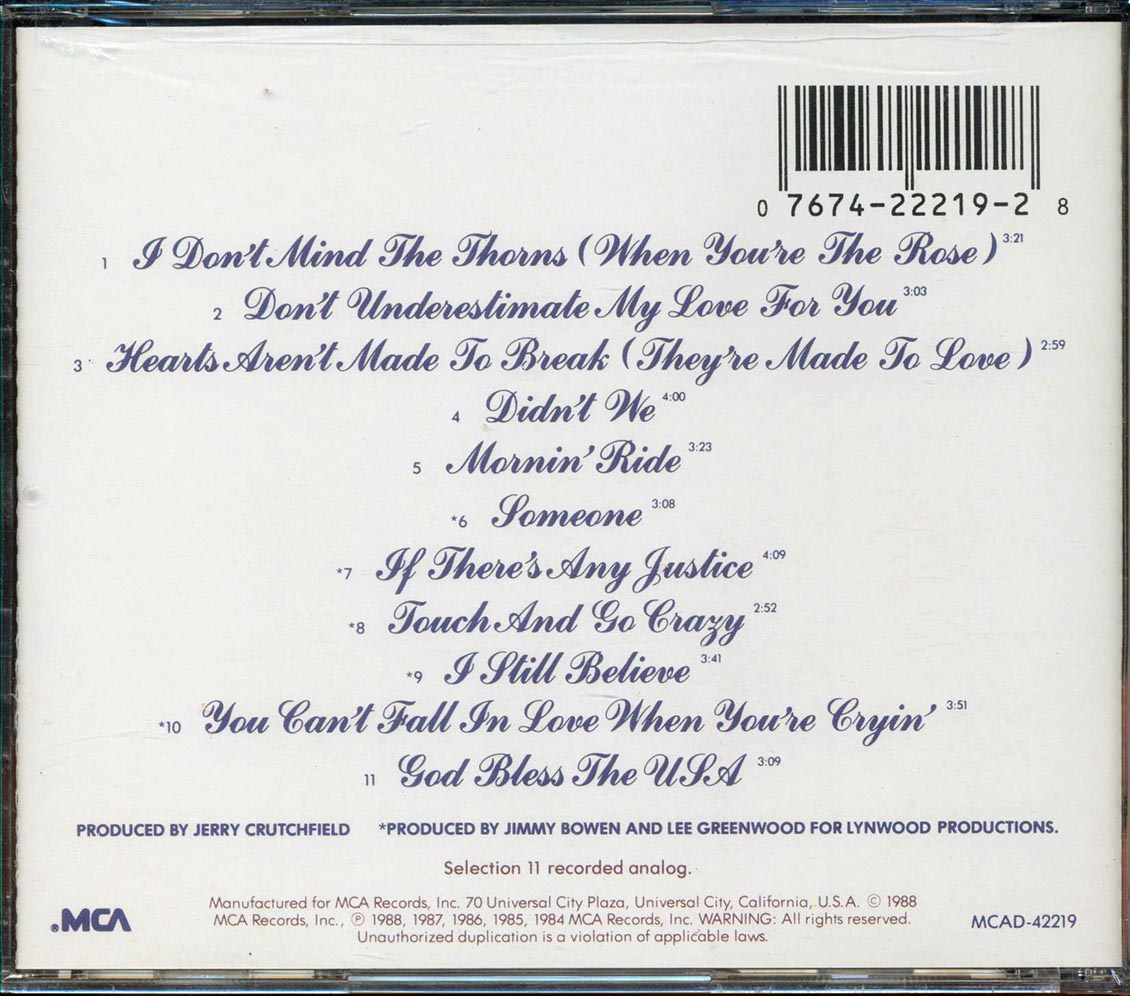 0 7674-22219-2 8
1 I Don't Mind The Thorns (When You're The Rose) 3:21
2 Don't Underestimate My Love For You 3:03
3 Hearts Aren't Made To Break (They're Made To Love) 2:59
4 Didn't We 4:00
5 Mornin' Ride 3:23
*6 Someone 3:08
*7 If There's Any Justice 4:09
*8 Touch And Go Crazy 2:52
*9 I Still Believe 3:41
*10 You Can't Fall In Love When You're Cryin' 3:51
11 God Bless The USA 3:09
PRODUCED BY JERRY CRUTCHFIELD *PRODUCED BY JIMMY BOWEN AND LEE GREENWOOD FOR LYNWOOD PRODUCTIONS.
Selection 11 recorded analog.
Manufactured for MCA Records, Inc. 70 Universal City Plaza, Universal City, California, U.S.A. © 1988
MCA Records, Inc., ℗ 1988, 1987, 1986, 1985, 1984 MCA Records, Inc. WARNING: All rights reserved.
Unauthorized duplication is a violation of applicable laws.
MCA
MCAD-42219